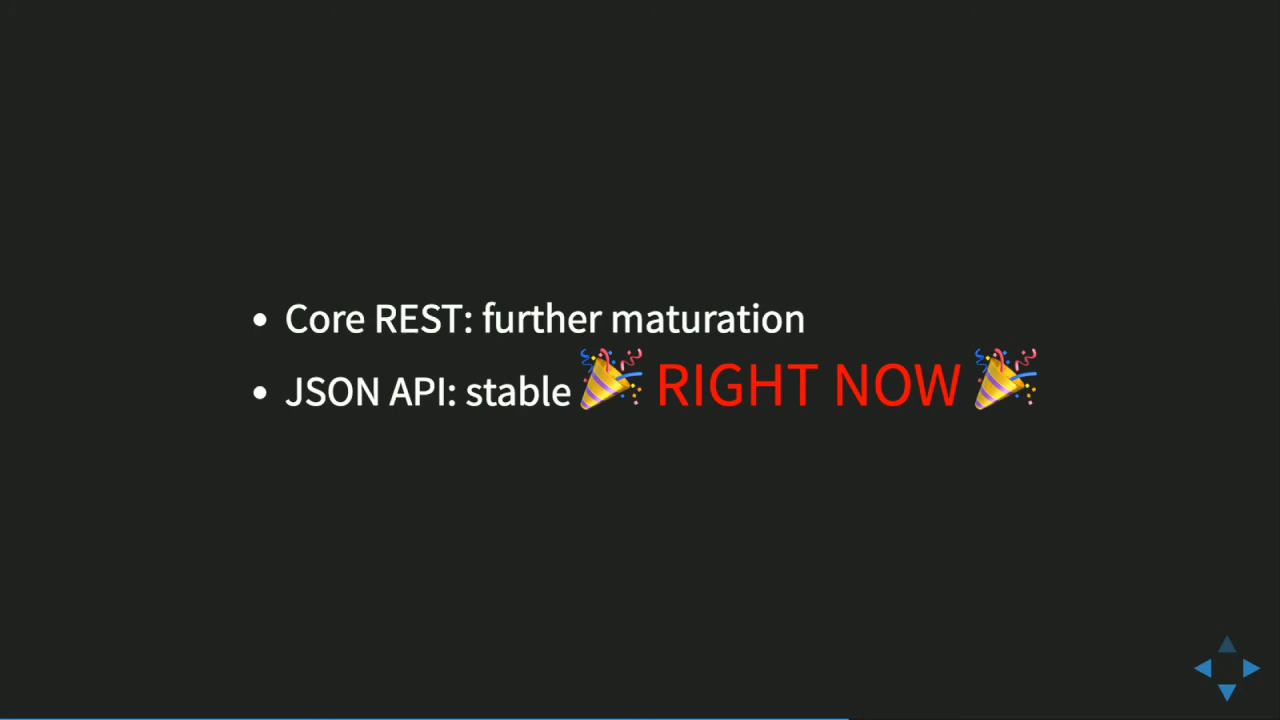 • Core REST: further maturation
• JSON API: stable 🎉 RIGHT NOW 🎉